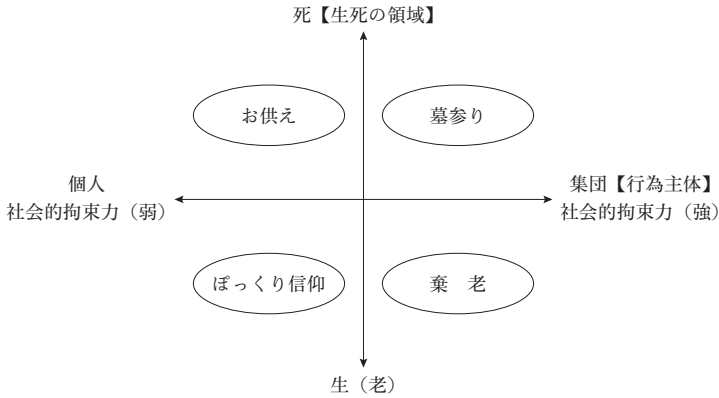 死【生死の領域】
お供え
墓参り
個人
社会的拘束力（弱）
集団【行為主体】
社会的拘束力（強）
ぽっくり信仰
棄　老
生（老）